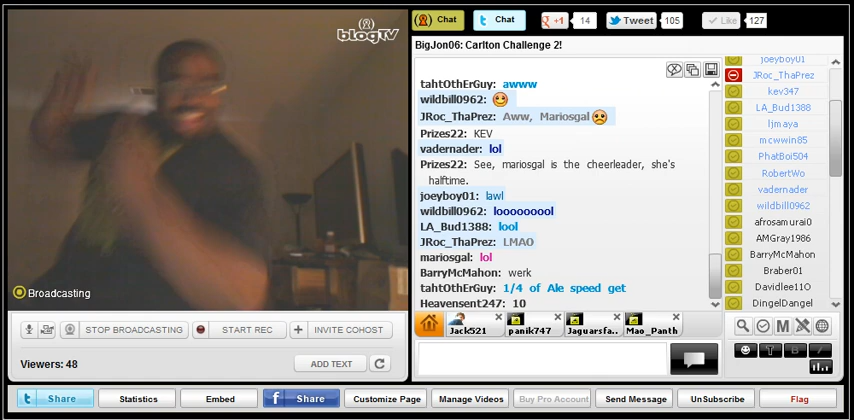 blogTV
Chat
Chat
+1
14
Tweet
105
Like
127
BigJon06: Carlton Challenge 2!
tahtOthErGuy: awww
wildbill0962:
JRoc_ThaPrez: Aww, Mariosgal
Prizes22: KEV
vadernader: lol
Prizes22: See, mariosgal is the cheerleader, she's
halftime.
joeyboy01: lawl
wildbill0962: looooooool
LA_Bud1388: lool
JRoc_ThaPrez: LMAO
mariosgal: lol
BarryMcMahon: werk
tahtOthErGuy: 1/4 of Ale speed get
Heavensent247: 10
joeyboy01
JRoc_ThaPrez
kev347
LA_Bud1388
ljmaya
mcwwin85
PhatBoi504
RobertWo
vadernader
wildbill0962
afrosamurai0
AMGray1986
BarryMcMahon
Braber01
Davidlee11O
DingelDangel
Broadcasting
STOP BROADCASTING
START REC
INVITE COHOST
Viewers: 48
ADD TEXT
Jack521
panik747
Jaguarsfa..
Mao_Panth
M
T
B
I
Share
Statistics
Embed
Share
Customize Page
Manage Videos
Buy Pro Account
Send Message
UnSubscribe
Flag